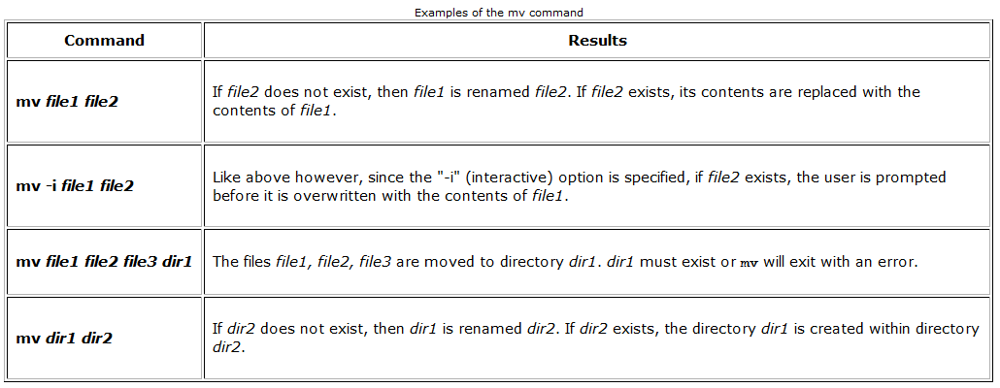 Examples of the mv command
Command
Results
mv file1 file2
If file2 does not exist, then file1 is renamed file2. If file2 exists, its contents are replaced with the
contents of file1.
mv -i file1 file2
Like above however, since the "-i" (interactive) option is specified, if file2 exists, the user is prompted
before it is overwritten with the contents of file1.
mv file1 file2 file3 dir1
The files file1, file2, file3 are moved to directory dir1. dir1 must exist or mv will exit with an error.
mv dir1 dir2
If dir2 does not exist, then dir1 is renamed dir2. If dir2 exists, the directory dir1 is created within directory
dir2.